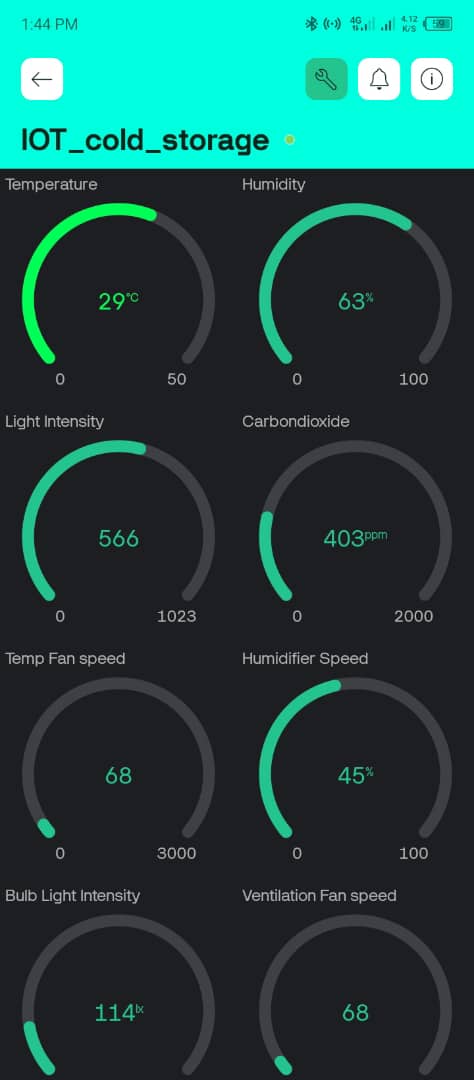 1:44 PM 4G 4.12 K/S 59
IOT_cold_storage
Temperature Humidity
29°C 63%
0 50 0 100
Light Intensity Carbondioxide
566 403ppm
0 1023 0 2000
Temp Fan speed Humidifier Speed
68 45%
0 3000 0 100
Bulb Light Intensity Ventilation Fan speed
114lx 68